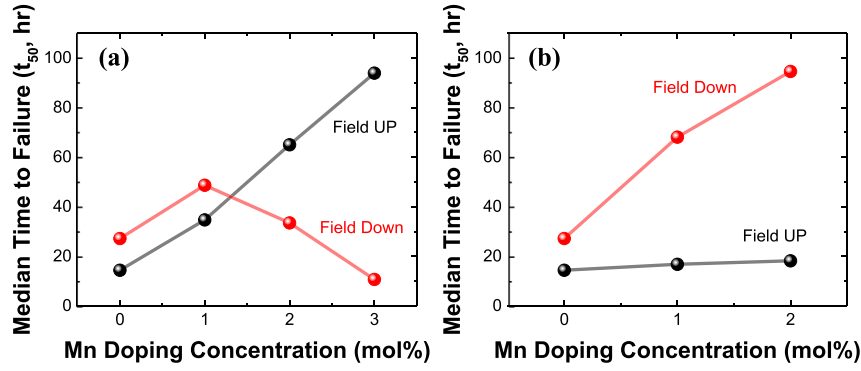 (a)
Median Time to Failure (t50, hr)
100
80
60
40
20
0
Field UP
Field Down
0 1 2 3
Mn Doping Concentration (mol%)
(b)
Median Time to Failure (t50, hr)
100
80
60
40
20
0
Field Down
Field UP
0 1 2
Mn Doping Concentration (mol%)